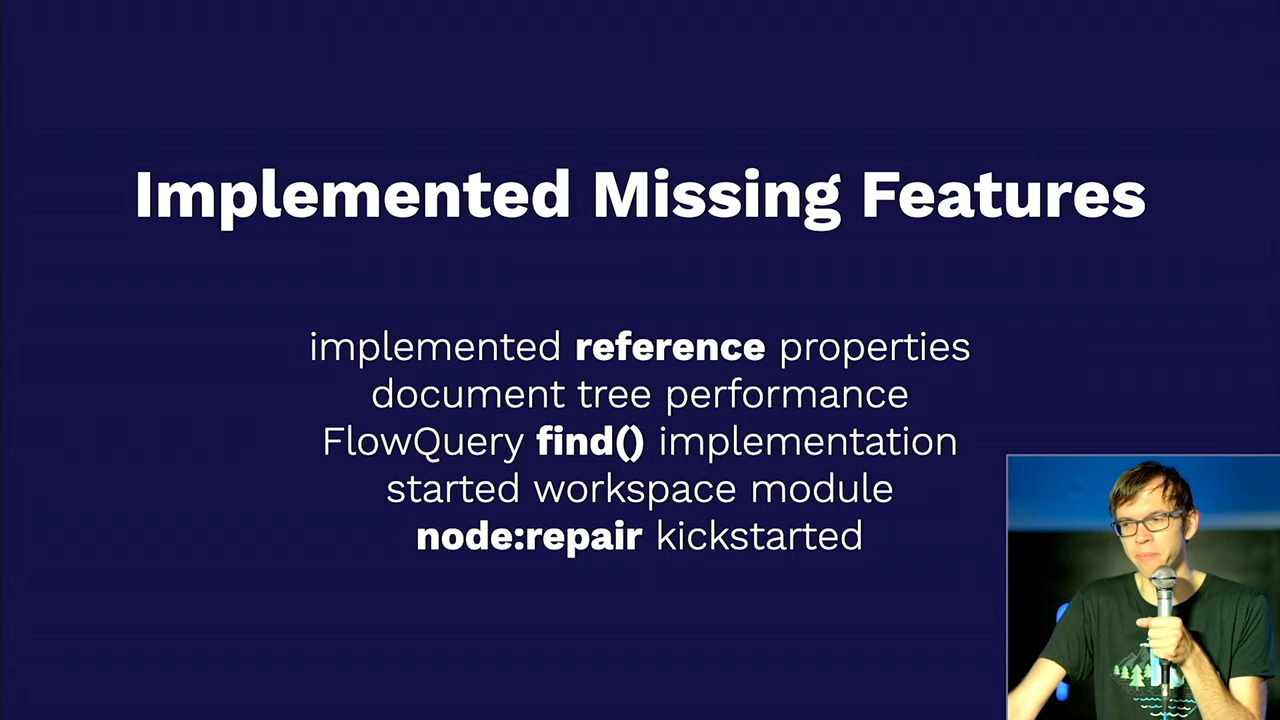 Implemented Missing Features
implemented reference properties
document tree performance
FlowQuery find() implementation
started workspace module
node:repair kickstarted